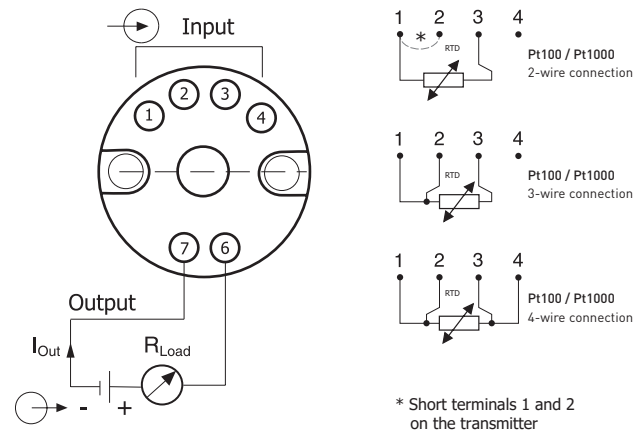 Input
1
2
3
4
7
6
Output
I Out
R Load
- +
1 2 3 4
*
RTD
Pt100 / Pt1000
2-wire connection
1 2 3 4
RTD
Pt100 / Pt1000
3-wire connection
1 2 3 4
RTD
Pt100 / Pt1000
4-wire connection
* Short terminals 1 and 2
on the transmitter